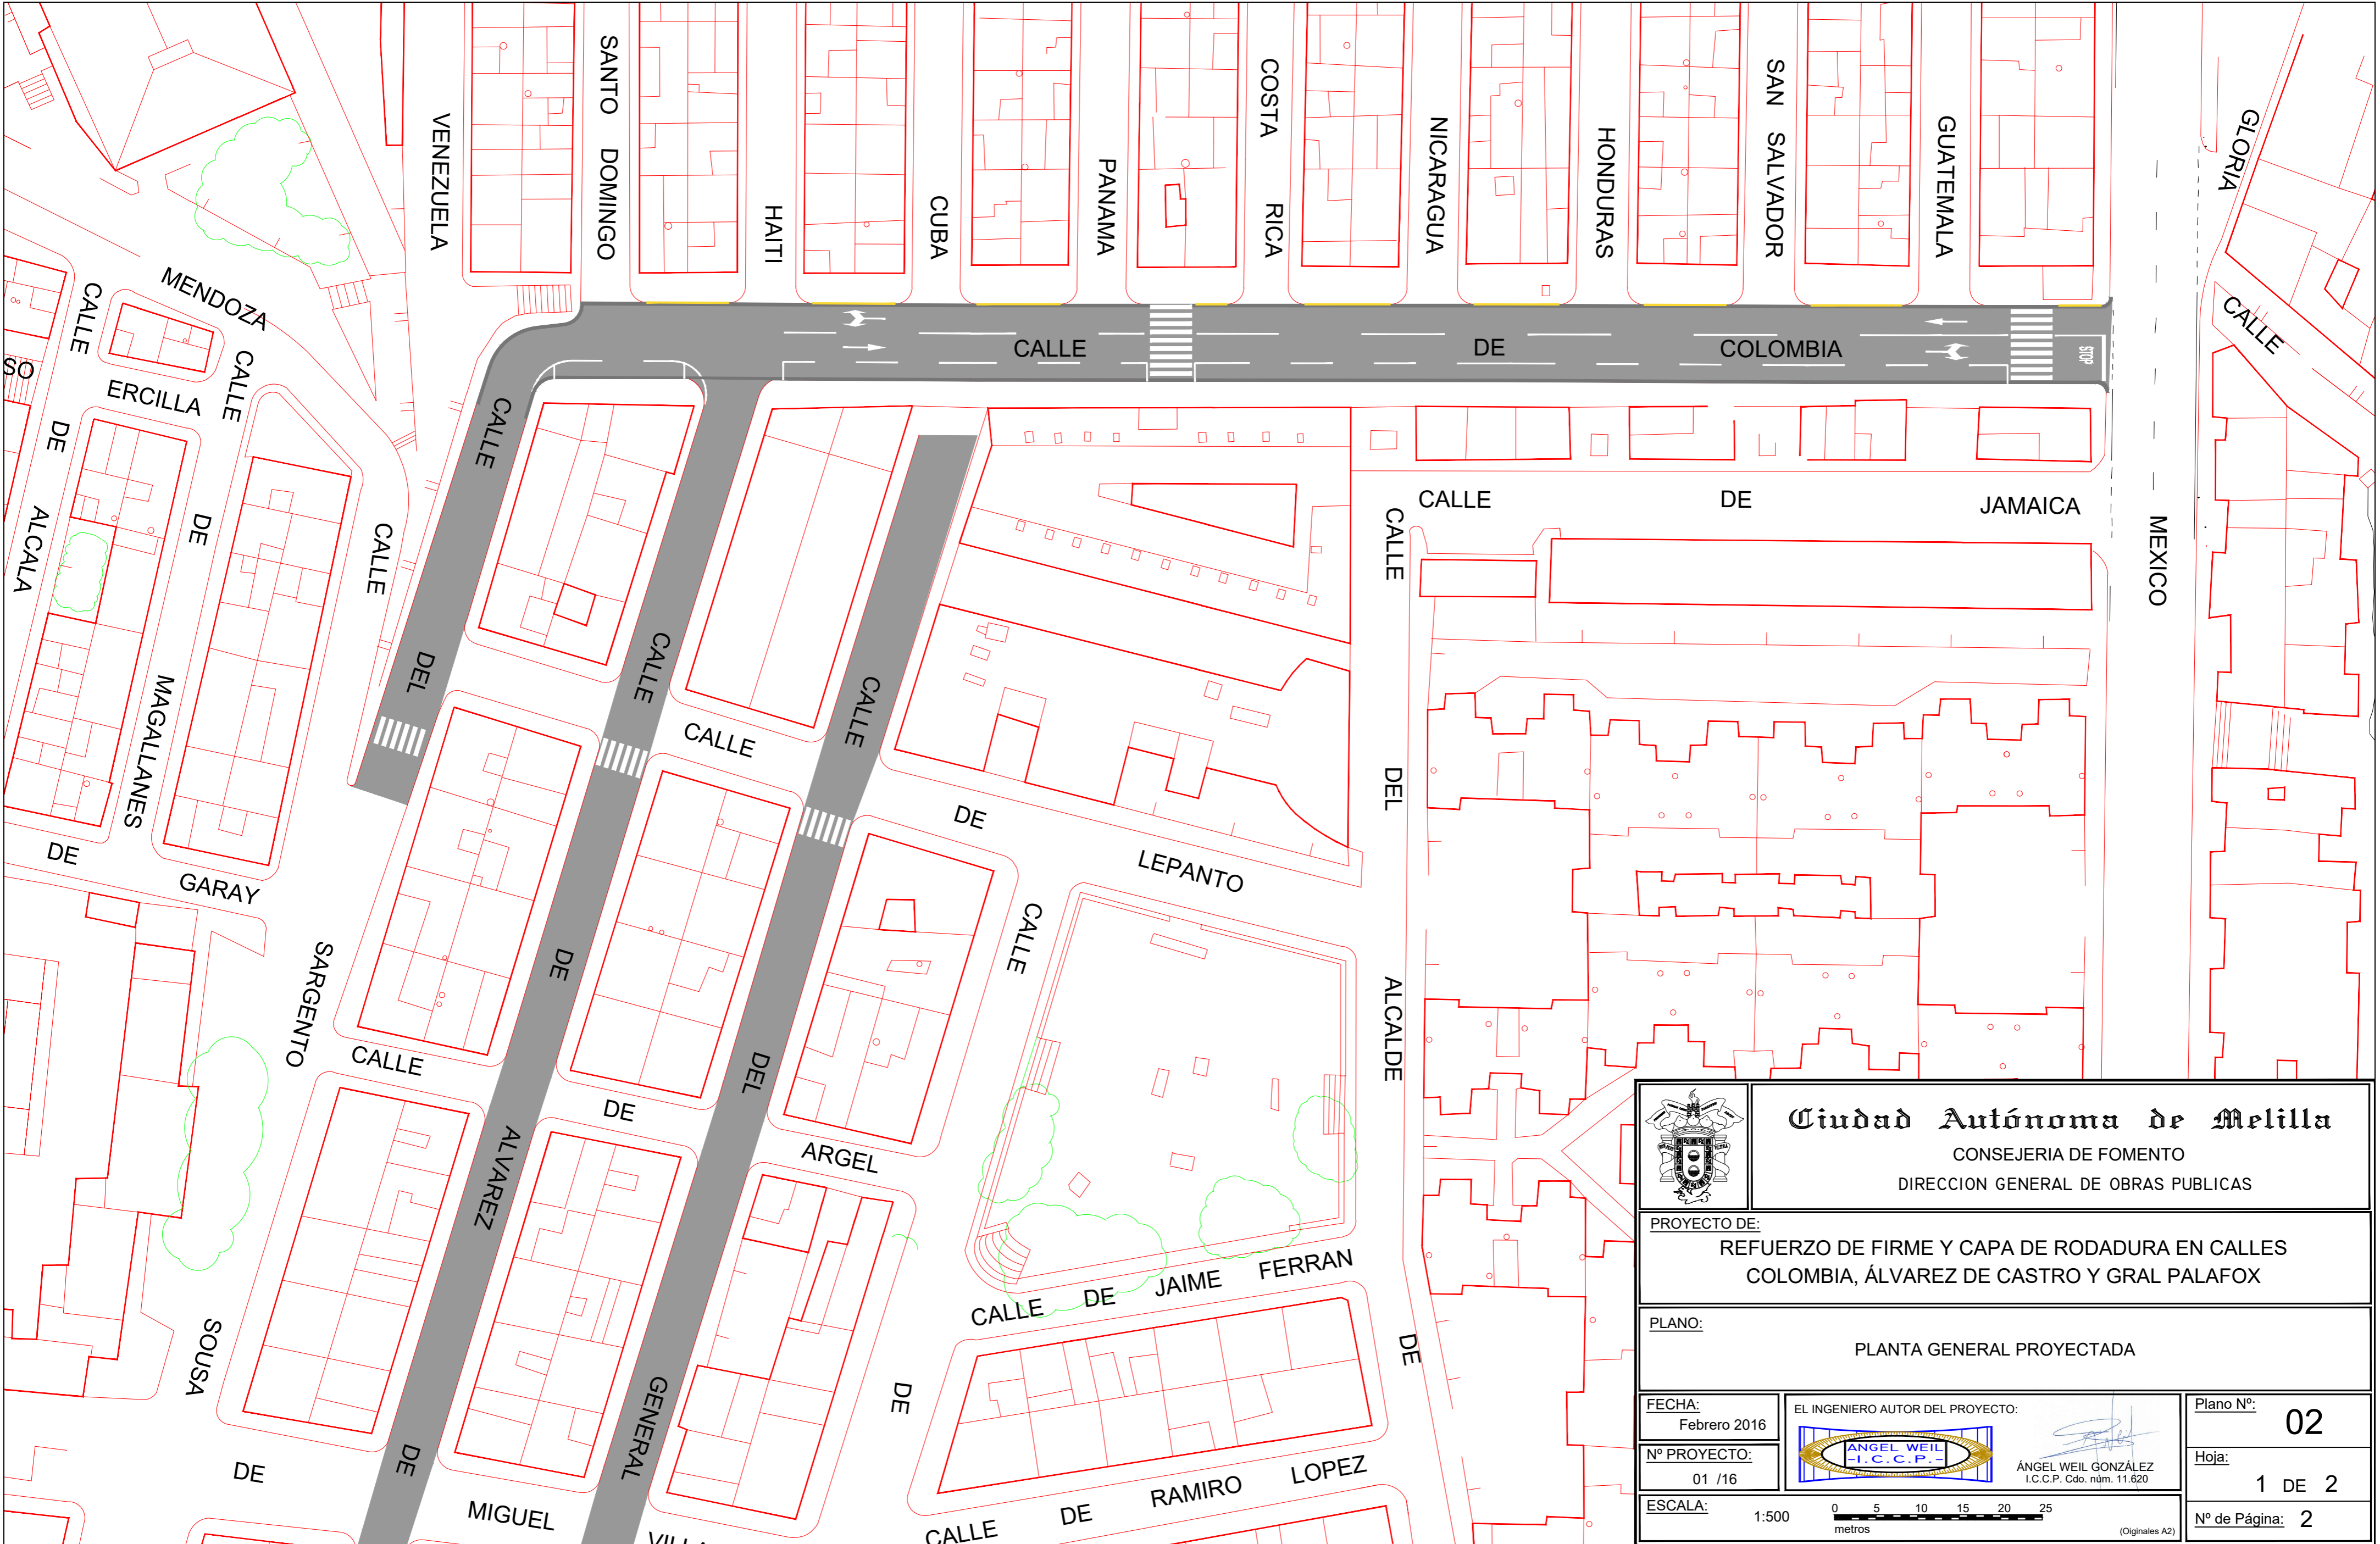 VENEZUELA
SANTO DOMINGO
HAITI
CUBA
PANAMA
COSTA RICA
NICARAGUA
HONDURAS
SAN SALVADOR
GUATEMALA
GLORIA
CALLE
MENDOZA
CALLE
SO
ERCILLA
CALLE
DE
ALCALA
DE
MAGALLANES
CALLE
CALLE DE COLOMBIA
STOP
CALLE
DEL
SARGENTO
SOUSA
CALLE DE JAMAICA
MEXICO
CALLE
DEL
ALCALDE
DE
CALLE
DE
ALVAREZ
DE
CALLE
DEL
GENERAL
CALLE DE LEPANTO
DE GARAY
CALLE
DE
CALLE DE ARGEL
CALLE DE JAIME FERRAN
CALLE DE RAMIRO LOPEZ
DE MIGUEL
Ciudad Autónoma de Melilla
CONSEJERIA DE FOMENTO
DIRECCION GENERAL DE OBRAS PUBLICAS
PROYECTO DE:
REFUERZO DE FIRME Y CAPA DE RODADURA EN CALLES
COLOMBIA, ÁLVAREZ DE CASTRO Y GRAL PALAFOX
PLANO:
PLANTA GENERAL PROYECTADA
FECHA:
Febrero 2016
Nº PROYECTO:
01 /16
EL INGENIERO AUTOR DEL PROYECTO:
ANGEL WEIL
-I.C.C.P.-
ÁNGEL WEIL GONZÁLEZ
I.C.C.P. Cdo. núm. 11.620
Plano Nº:
02
Hoja:
1 DE 2
Nº de Página: 2
ESCALA:
1:500
0 5 10 15 20 25
metros
(Oiginales A2)